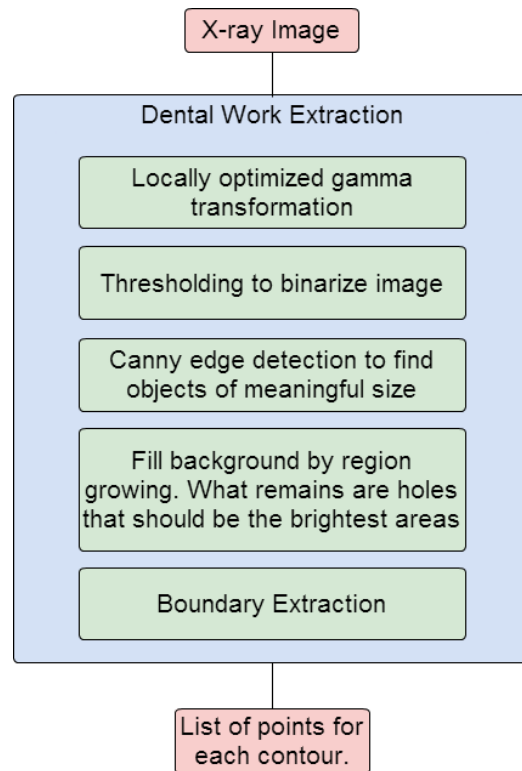 X-ray Image
Dental Work Extraction
Locally optimized gamma
transformation
Thresholding to binarize image
Canny edge detection to find
objects of meaningful size
Fill background by region
growing. What remains are holes
that should be the brightest areas
Boundary Extraction
List of points for
each contour.